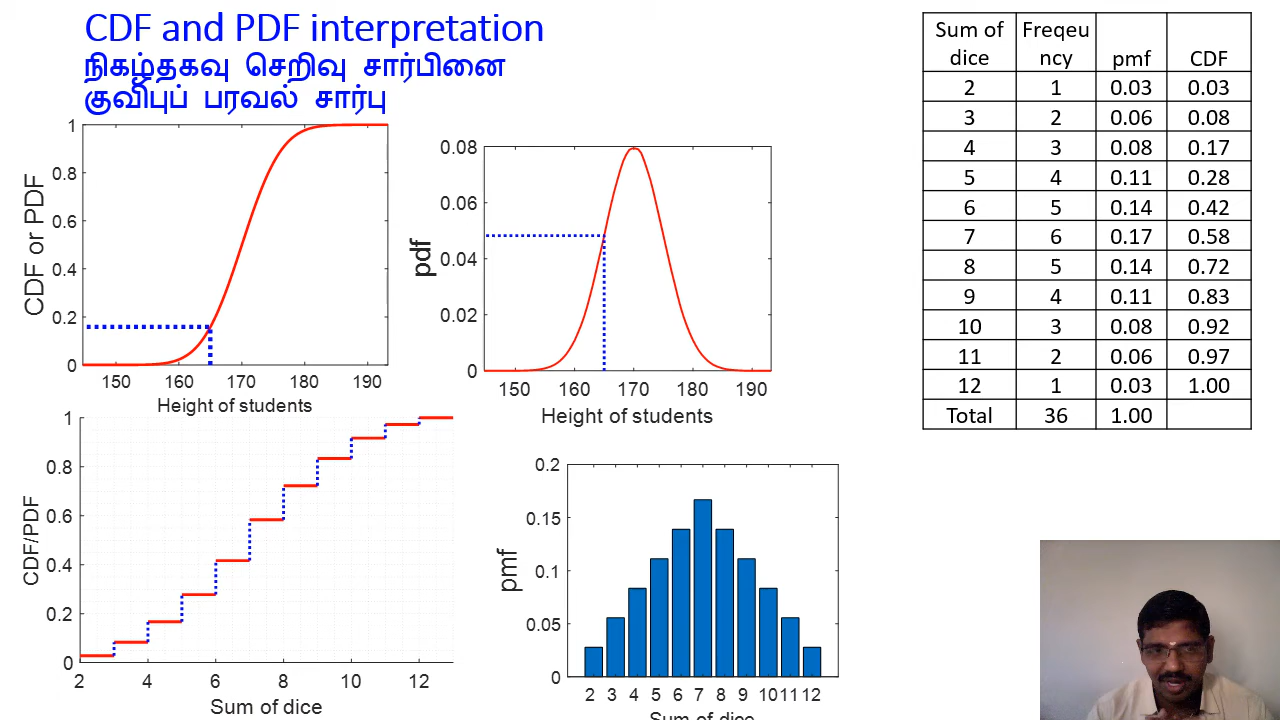 CDF and PDF interpretation
நிகழ்தகவு செறிவு சார்பினை
குவிபுப் பரவல் சார்பு
CDF or PDF
1
0.8
0.6
0.4
0.2
0
150 160 170 180 190
Height of students
pdf
0.08
0.06
0.04
0.02
0
150 160 170 180 190
Height of students
CDF/PDF
1
0.8
0.6
0.4
0.2
0
2 4 6 8 10 12
Sum of dice
pmf
0.2
0.15
0.1
0.05
0
2 3 4 5 6 7 8 9 10 11 12
Sum of dice
Sum of Freqeu
dice ncy pmf CDF
2 1 0.03 0.03
3 2 0.06 0.08
4 3 0.08 0.17
5 4 0.11 0.28
6 5 0.14 0.42
7 6 0.17 0.58
8 5 0.14 0.72
9 4 0.11 0.83
10 3 0.08 0.92
11 2 0.06 0.97
12 1 0.03 1.00
Total 36 1.00